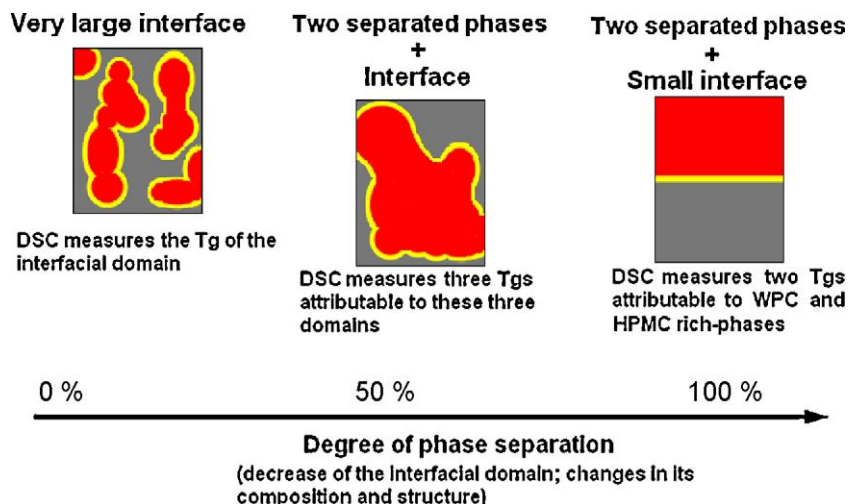 Very large interface
DSC measures the Tg of the
interfacial domain
Two separated phases
+
Interface
DSC measures three Tgs
attributable to these three
domains
Two separated phases
+
Small interface
DSC measures two Tgs
attributable to WPC and
HPMC rich-phases
0 %
50 %
100 %
Degree of phase separation
(decrease of the interfacial domain; changes in its
composition and structure)